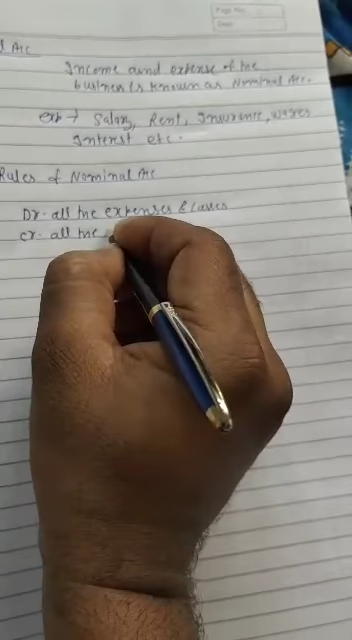 Page No.
Date:
l A/c
Income and expense of the
business is known as Nominal A/c.
ex→ Salary, Rent, Insurance, wages
Interest etc.
Rules of Nominal A/c
Dr. all the expenses & losses
cr. all the